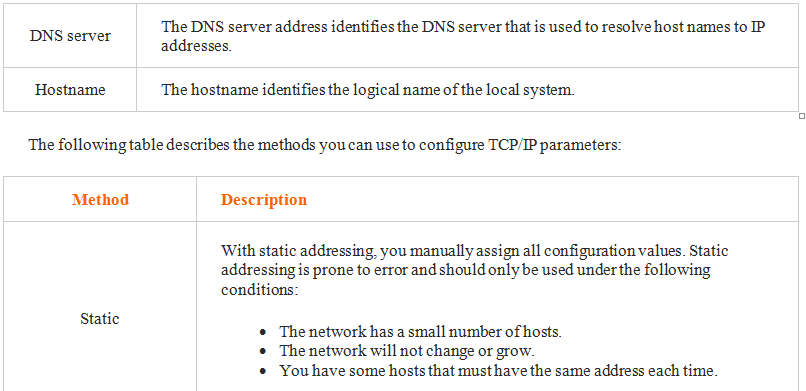 DNS server
The DNS server address identifies the DNS server that is used to resolve host names to IP
addresses.
Hostname
The hostname identifies the logical name of the local system.
The following table describes the methods you can use to configure TCP/IP parameters:
Method
Description
Static
With static addressing, you manually assign all configuration values. Static
addressing is prone to error and should only be used under the following
conditions:
• The network has a small number of hosts.
• The network will not change or grow.
• You have some hosts that must have the same address each time.